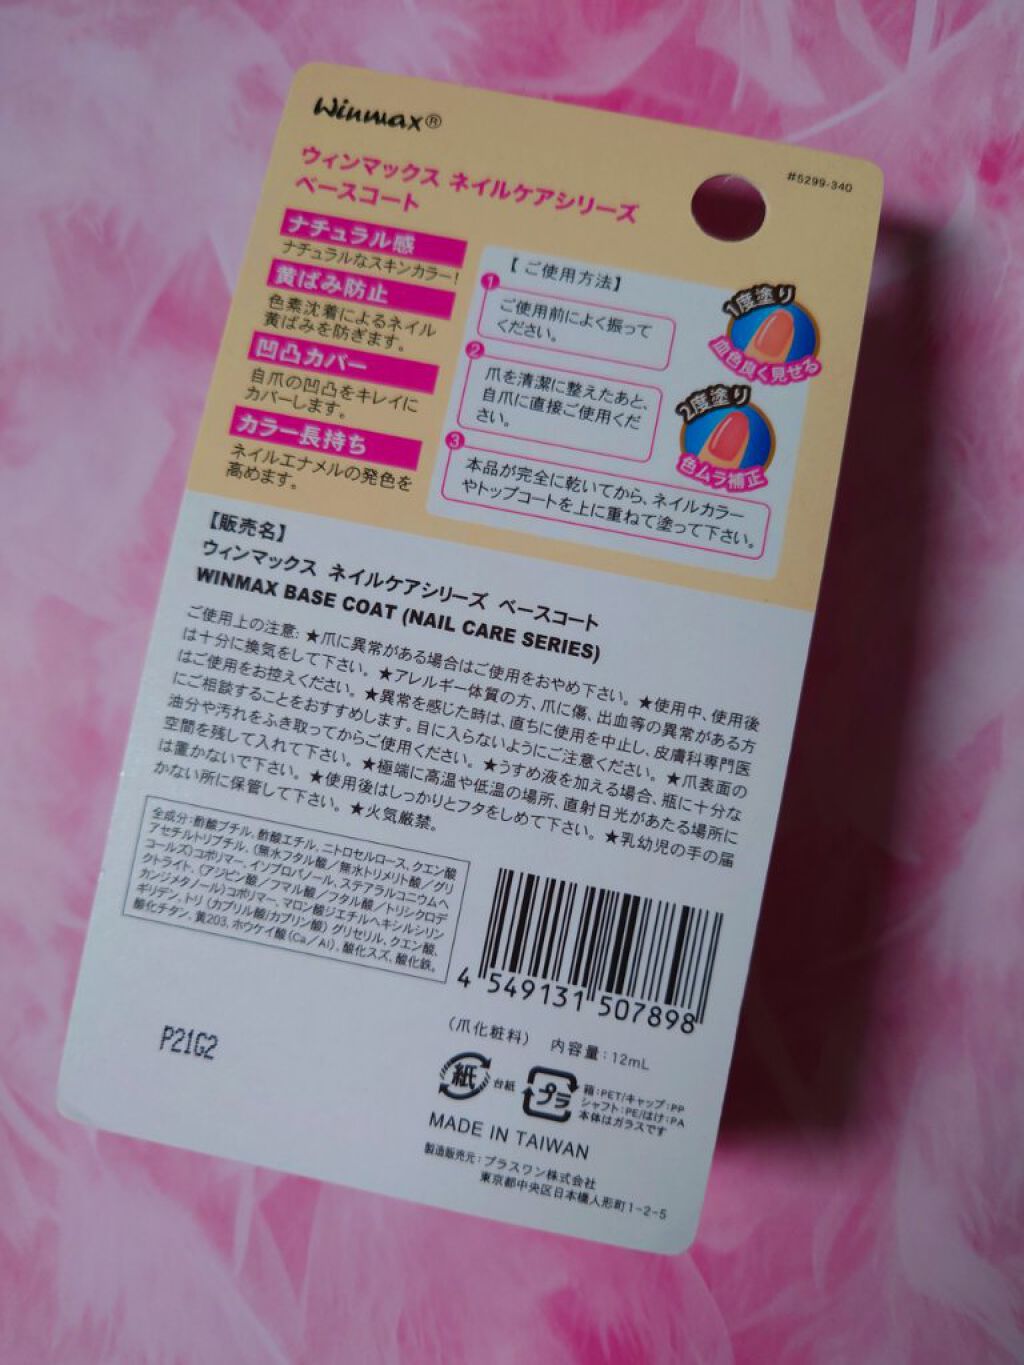 Winmax®
#5299-340
ウィンマックス ネイルケアシリーズ
ベースコート
ナチュラル感
ナチュラルなスキンカラー!
黄ばみ防止
色素沈着によるネイル
黄ばみを防ぎます。
凹凸カバー
自爪の凹凸をキレイに
カバーします。
カラー長持ち
ネイルエナメルの発色を
高めます。
【ご使用方法】
1
ご使用前によく振って
ください。
2
爪を清潔に整えたあと、
自爪に直接ご使用くだ
さい。
3
本品が完全に乾いてから、ネイルカラー
やトップコートを上に重ねて塗って下さい。
1度塗り
血色良く見せる
2度塗り
色ムラ補正
【販売名】
ウィンマックス ネイルケアシリーズ ベースコート
WINMAX BASE COAT (NAIL CARE SERIES)
ご使用上の注意: ★爪に異常がある場合はご使用をおやめ下さい。 ★使用中、使用後
は十分に換気をして下さい。 ★アレルギー体質の方、爪に傷、出血等の異常がある方
はご使用をお控えください。 ★異常を感じた時は、直ちに使用を中止し、皮膚科専門医
にご相談することをおすすめします。目に入らないようにご注意ください。 ★爪表面の
油分や汚れをふき取ってからご使用ください。 ★うすめ液を加える場合、瓶に十分な
空間を残して入れて下さい。 ★極端に高温や低温の場所、直射日光があたる場所に
は置かないで下さい。 ★使用後はしっかりとフタをしめて下さい。 ★乳幼児の手の届
かない所に保管して下さい。 ★火気厳禁。
全成分:酢酸ブチル、酢酸エチル、ニトロセルロース、クエン酸
アセチルトリブチル、(無水フタル酸/無水トリメリト酸/グリ
コールズ)コポリマー、イソプロパノール、ステアラルコニウムヘ
クトライト、(アジピン酸/フマル酸/フタル酸/トリシクロデ
カンジメタノール)コポリマー、マロン酸ジエチルヘキシルシリン
ギリデン、トリ(カプリル酸/カプリン酸)グリセリル、クエン酸、
酸化チタン、黄203、ホウケイ酸(Ca/Al)、酸化スズ、酸化鉄。
4 549131 507898
P21G2
(爪化粧料) 内容量:12mL
紙 台紙
プラ
箱:PET/キャップ:PP
シャフト:PE/はけ:PA
本体はガラスです
MADE IN TAIWAN
製造販売元:プラスワン株式会社
東京都中央区日本橋人形町1-2-5